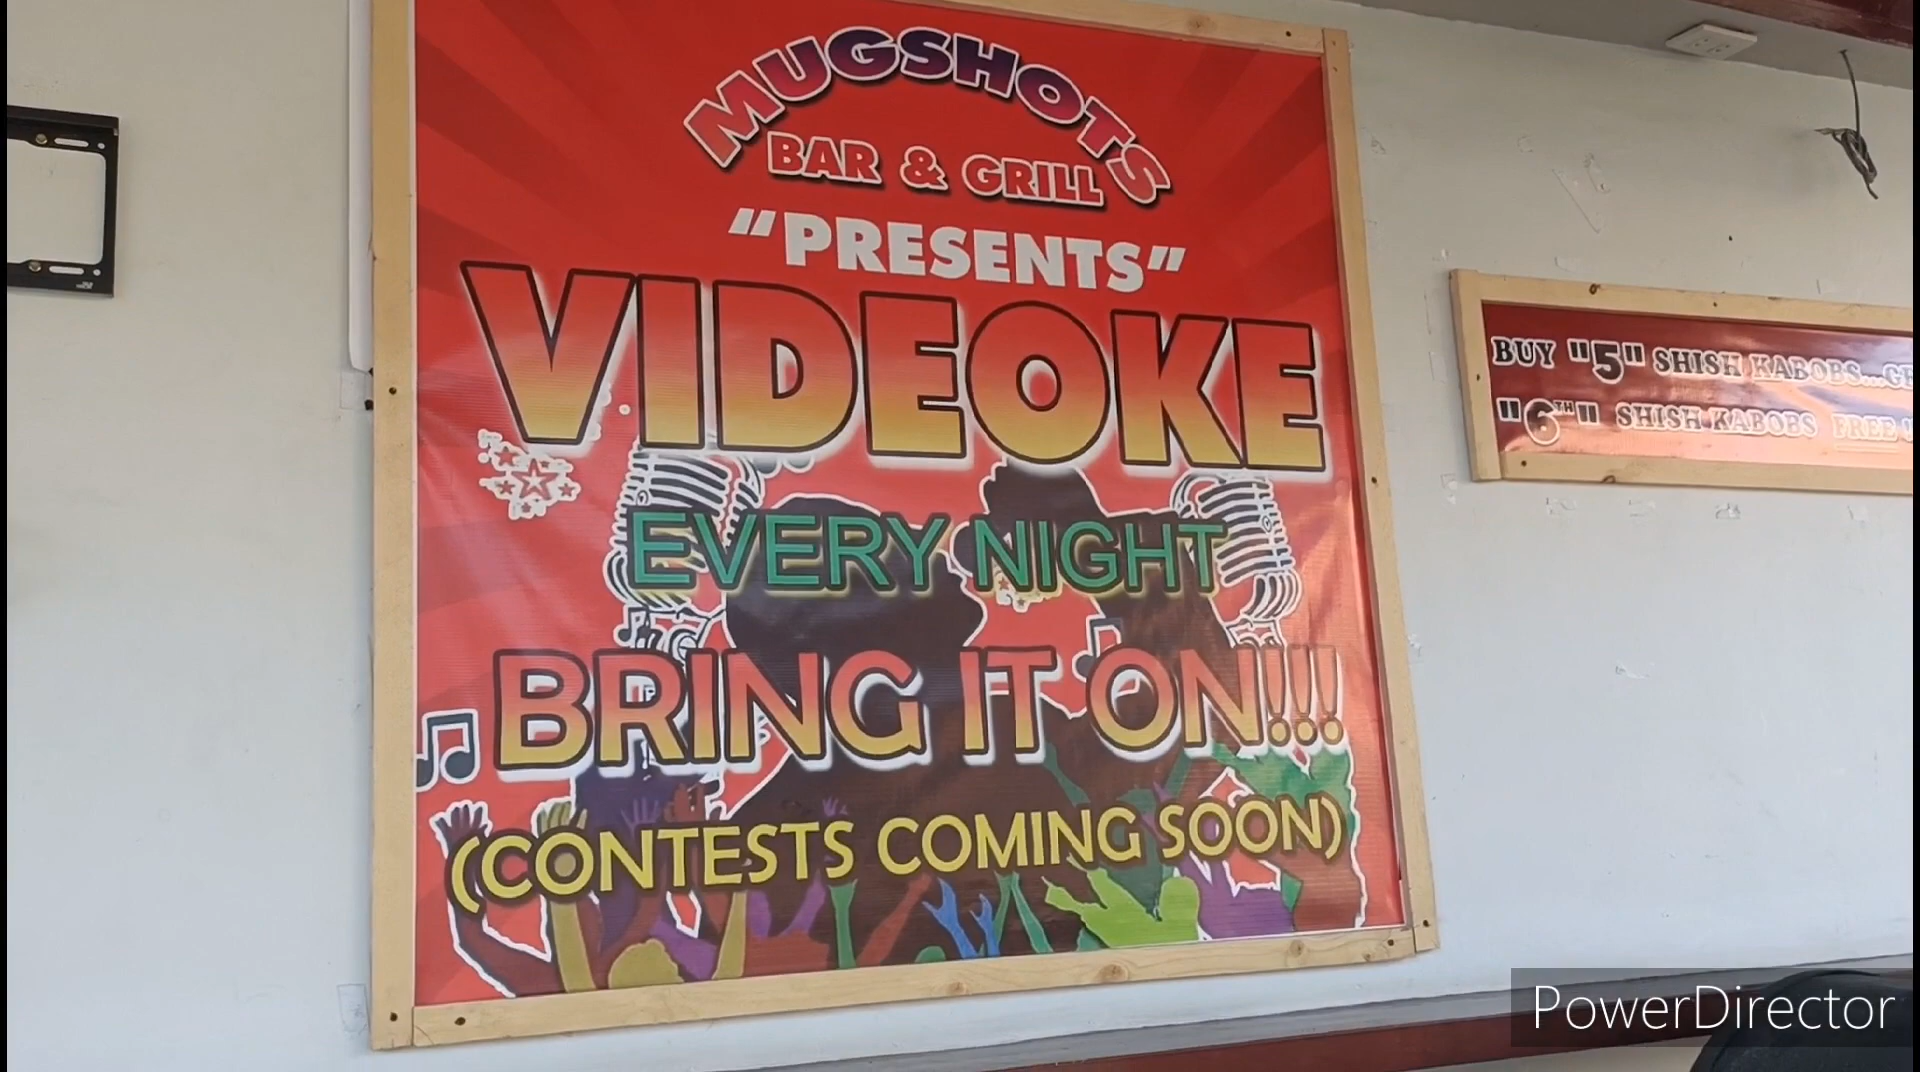 MUGSHOTS
BAR & GRILL
"PRESENTS"
VIDEOKE
EVERY NIGHT
BRING IT ON!!!
(CONTESTS COMING SOON)
BUY "5" SHISH KABOBS...
"6TH" SHISH KABOBS FREE
PowerDirector